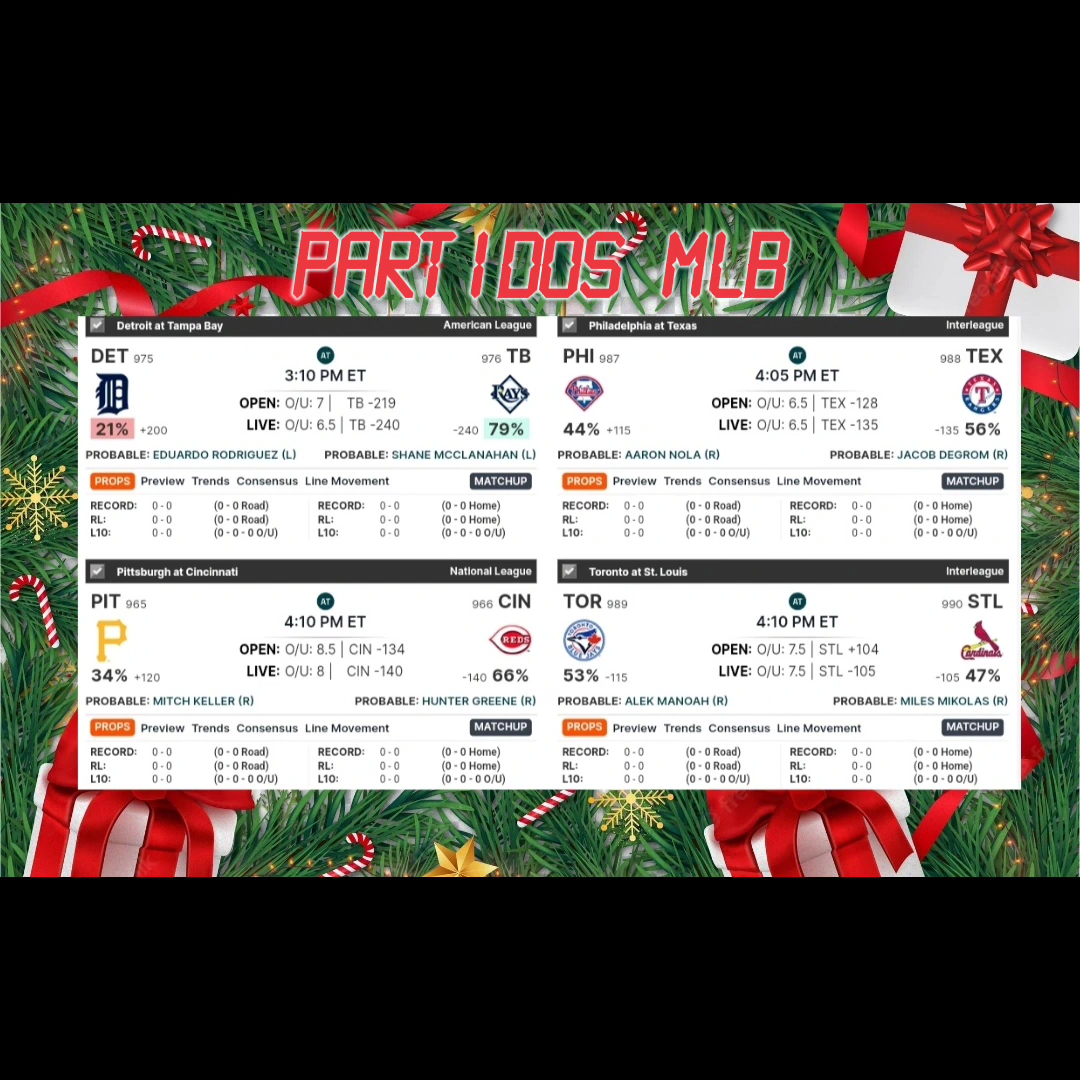 PARTIDOS MLB
Detroit at Tampa Bay American League
DET 975 AT 976 TB
3:10 PM ET
OPEN: O/U: 7 | TB -219
LIVE: O/U: 6.5 | TB -240
21% +200 -240 79%
PROBABLE: EDUARDO RODRIGUEZ (L) PROBABLE: SHANE MCCLANAHAN (L)
PROPS Preview Trends Consensus Line Movement MATCHUP
RECORD: 0 - 0 (0 - 0 Road) RECORD: 0 - 0 (0 - 0 Home)
RL: 0 - 0 (0 - 0 Road) RL: 0 - 0 (0 - 0 Home)
L10: 0 - 0 (0 - 0 - 0 O/U) L10: 0 - 0 (0 - 0 - 0 O/U)
Philadelphia at Texas Interleague
PHI 987 AT 988 TEX
4:05 PM ET
OPEN: O/U: 6.5 | TEX -128
LIVE: O/U: 6.5 | TEX -135
44% +115 -135 56%
PROBABLE: AARON NOLA (R) PROBABLE: JACOB DEGROM (R)
PROPS Preview Trends Consensus Line Movement MATCHUP
RECORD: 0 - 0 (0 - 0 Road) RECORD: 0 - 0 (0 - 0 Home)
RL: 0 - 0 (0 - 0 Road) RL: 0 - 0 (0 - 0 Home)
L10: 0 - 0 (0 - 0 - 0 O/U) L10: 0 - 0 (0 - 0 - 0 O/U)
Pittsburgh at Cincinnati National League
PIT 965 AT 966 CIN
4:10 PM ET
OPEN: O/U: 8.5 | CIN -134
REDS
LIVE: O/U: 8 | CIN -140
34% +120 -140 66%
PROBABLE: MITCH KELLER (R) PROBABLE: HUNTER GREENE (R)
PROPS Preview Trends Consensus Line Movement MATCHUP
RECORD: 0 - 0 (0 - 0 Road) RECORD: 0 - 0 (0 - 0 Home)
RL: 0 - 0 (0 - 0 Road) RL: 0 - 0 (0 - 0 Home)
L10: 0 - 0 (0 - 0 - 0 O/U) L10: 0 - 0 (0 - 0 - 0 O/U)
Toronto at St. Louis Interleague
TOR 989 AT 990 STL
4:10 PM ET
OPEN: O/U: 7.5 | STL +104
Cardinals
LIVE: O/U: 7.5 | STL -105
53% -115 -105 47%
PROBABLE: ALEK MANOAH (R) PROBABLE: MILES MIKOLAS (R)
PROPS Preview Trends Consensus Line Movement MATCHUP
RECORD: 0 - 0 (0 - 0 Road) RECORD: 0 - 0 (0 - 0 Home)
RL: 0 - 0 (0 - 0 Road) RL: 0 - 0 (0 - 0 Home)
L10: 0 - 0 (0 - 0 - 0 O/U) L10: 0 - 0 (0 - 0 - 0 O/U)